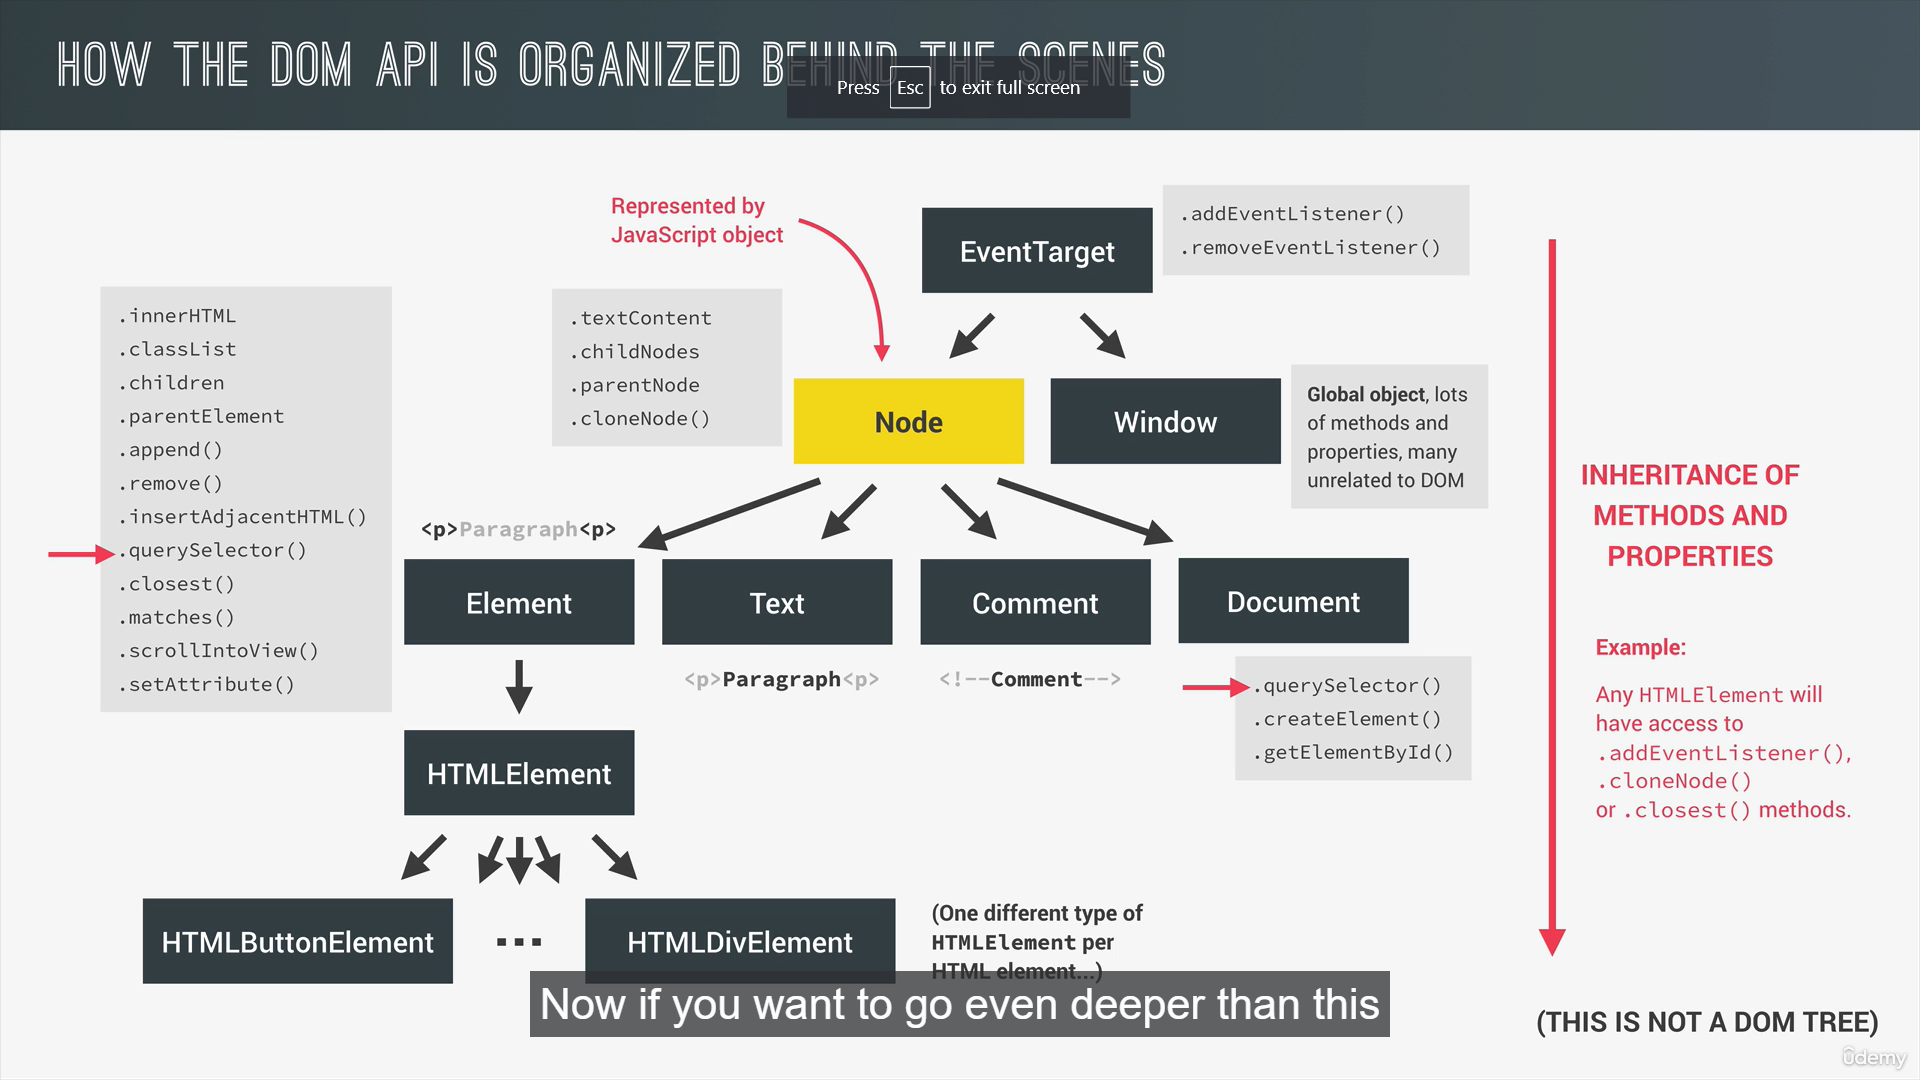 HOW THE DOM API IS ORGANIZED BEHIND THE SCENES
Press Esc to exit full screen
Represented by
JavaScript object
EventTarget
.addEventListener()
.removeEventListener()
.innerHTML
.classList
.children
.parentElement
.append()
.remove()
.insertAdjacentHTML()
.querySelector()
.closest()
.matches()
.scrollIntoView()
.setAttribute()
.textContent
.childNodes
.parentNode
.cloneNode()
Node
Window
Global object, lots
of methods and
properties, many
unrelated to DOM
<p>Paragraph<p>
Element
Text
Comment
Document
<p>Paragraph<p>
<!--Comment-->
.querySelector()
.createElement()
.getElementById()
HTMLElement
HTMLButtonElement
...
HTMLDivElement
(One different type of
HTMLElement per
HTML element...)
INHERITANCE OF
METHODS AND
PROPERTIES
Example:
Any HTMLElement will
have access to
.addEventListener(),
.cloneNode()
or .closest() methods.
Now if you want to go even deeper than this
(THIS IS NOT A DOM TREE)
ûdemy